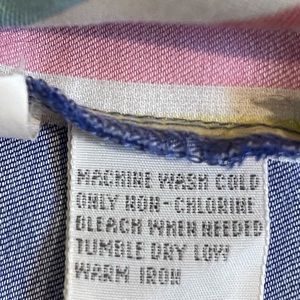 MACHINE WASH COLD
ONLY NON-CHLORINE
BLEACH WHEN NEEDED
TUMBLE DRY LOW
WARM IRON